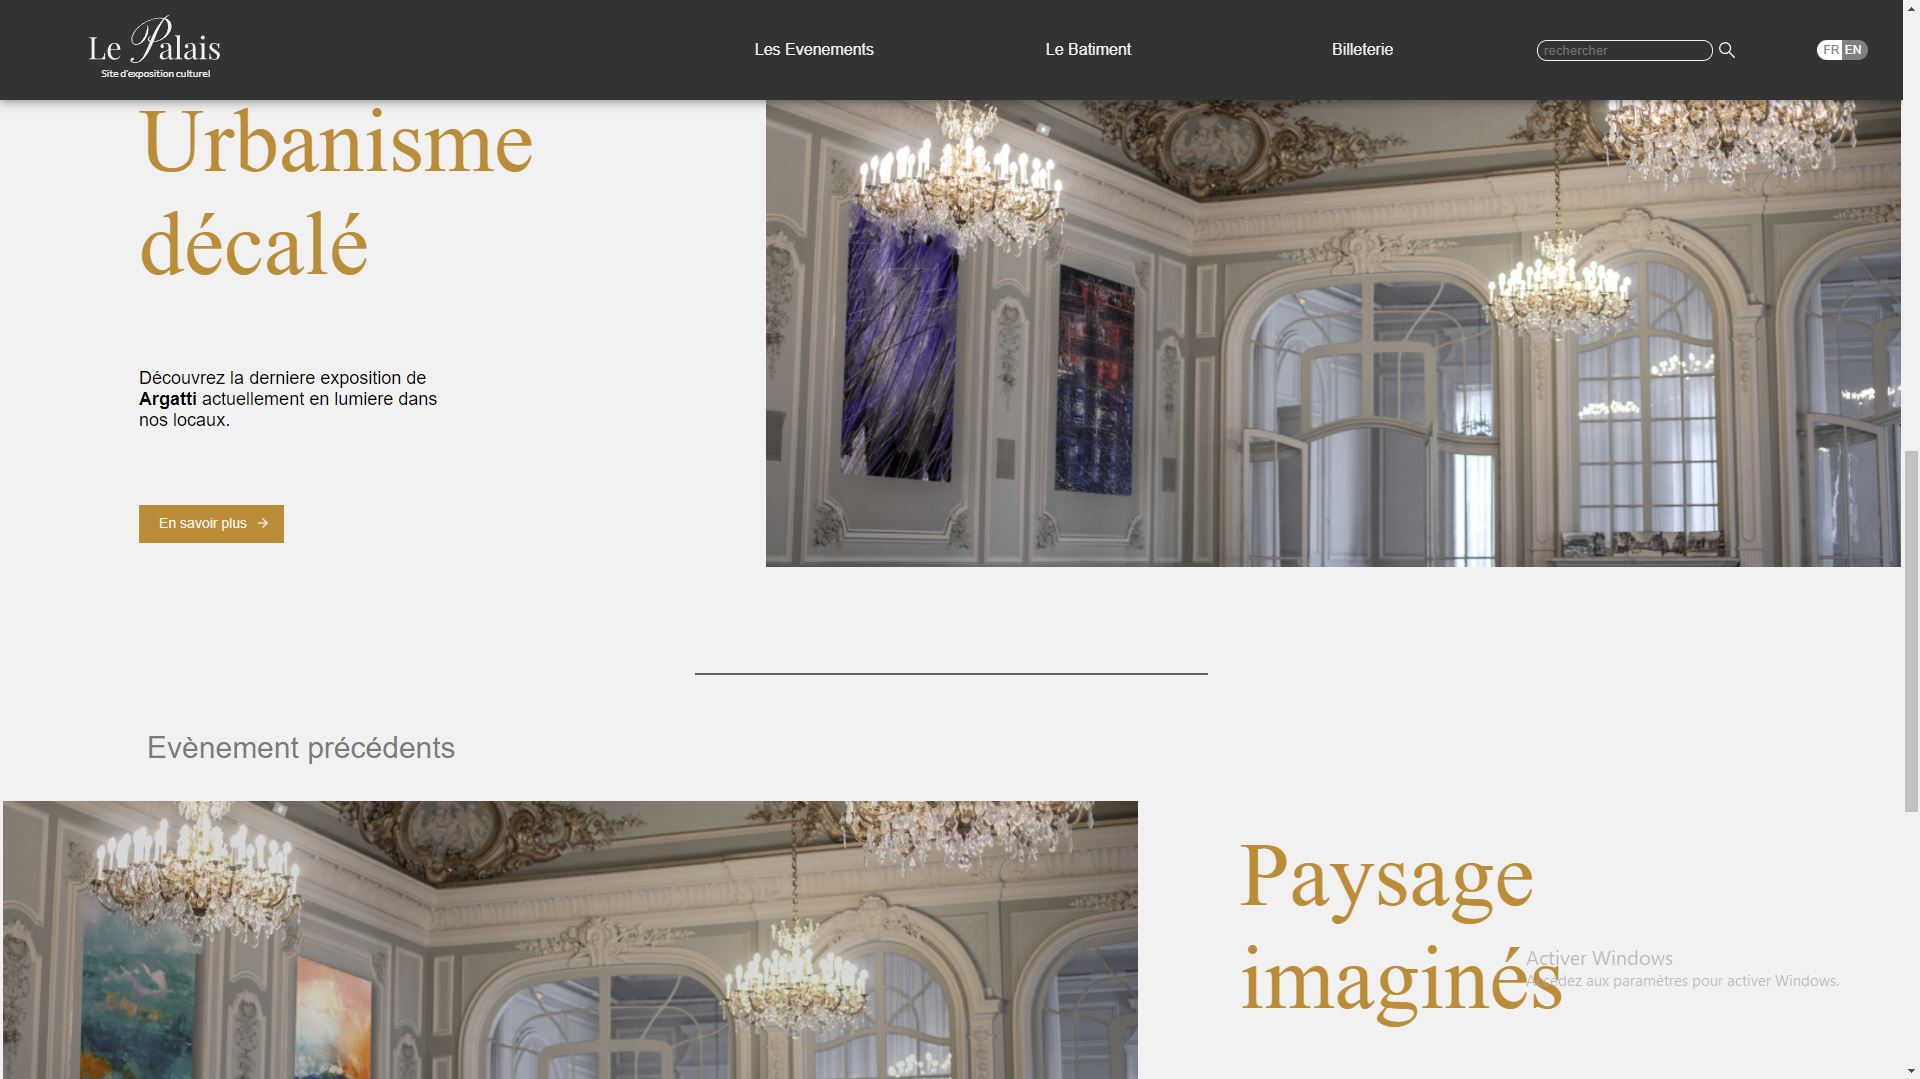 Le Palais
Site d'exposition culturel
Les Evenements
Le Batiment
Billeterie
rechercher
FR EN
Urbanisme
décalé
Découvrez la derniere exposition de
Argatti actuellement en lumiere dans
nos locaux.
En savoir plus →
Evènement précédents
Paysage
imaginés
Activer Windows
Accédez aux paramètres pour activer Windows.